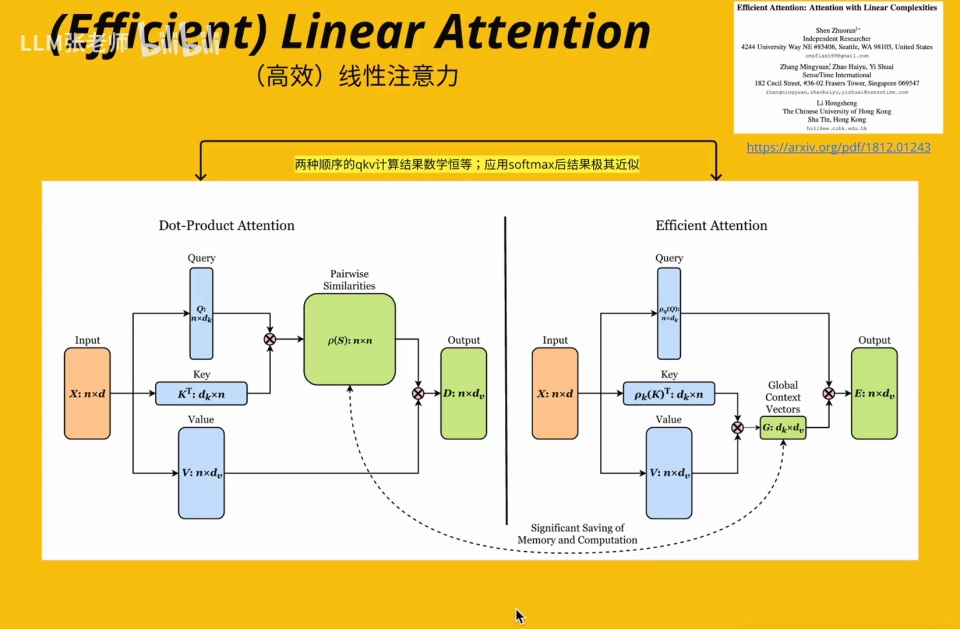 (Efficient) Linear Attention
LLM张老师 bilibili
（高效）线性注意力
Efficient Attention: Attention with Linear Complexities
Shen Zhuoran
Independent Researcher
4244 University Way NE #85406, Seattle, WA 98105, United States
Zhang Mingyuan, Zhao Haiyu, Yi Shuai
SenseTime International
182 Cecil Street, #36-02 Frasers Tower, Singapore 069547
Li Hongsheng
The Chinese University of Hong Kong
Sha Tin, Hong Kong
https://arxiv.org/pdf/1812.01243
两种顺序的qkv计算结果数学恒等；应用softmax后结果极其近似
Dot-Product Attention
Query
Q:
n×dₖ
Pairwise
Similarities
ρ(S): n×n
Input
X: n×d
Key
Kᵀ: dₖ×n
Value
V: n×dᵥ
Output
D: n×dᵥ
Efficient Attention
Query
ρq(Q):
n×dₖ
Input
X: n×d
Key
ρₖ(K)ᵀ: dₖ×n
Value
V: n×dᵥ
Global
Context
Vectors
G: dₖ×dᵥ
Output
E: n×dᵥ
Significant Saving of
Memory and Computation